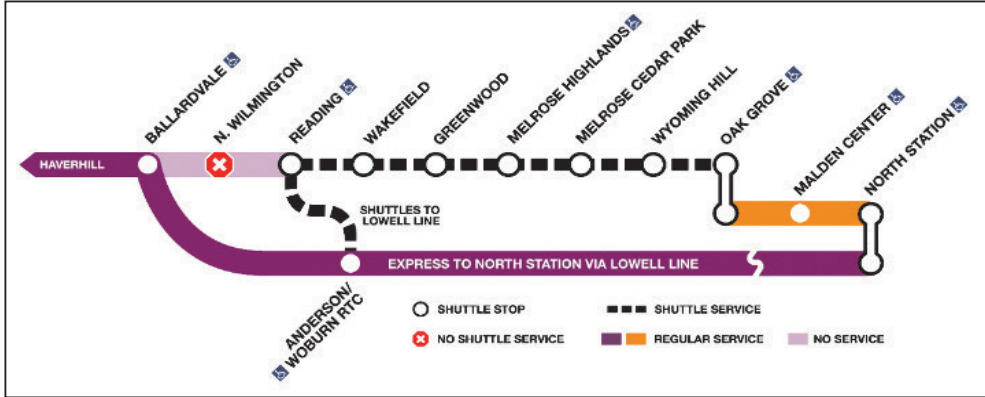 BALLARDVALE
N. WILMINGTON
READING
WAKEFIELD
GREENWOOD
MELROSE HIGHLANDS
MELROSE CEDAR PARK
WYOMING HILL
OAK GROVE
MALDEN CENTER
NORTH STATION
HAVERHILL
SHUTTLES TO
LOWELL LINE
EXPRESS TO NORTH STATION VIA LOWELL LINE
ANDERSON/
WOBURN RTC
SHUTTLE STOP
SHUTTLE SERVICE
NO SHUTTLE SERVICE
REGULAR SERVICE
NO SERVICE